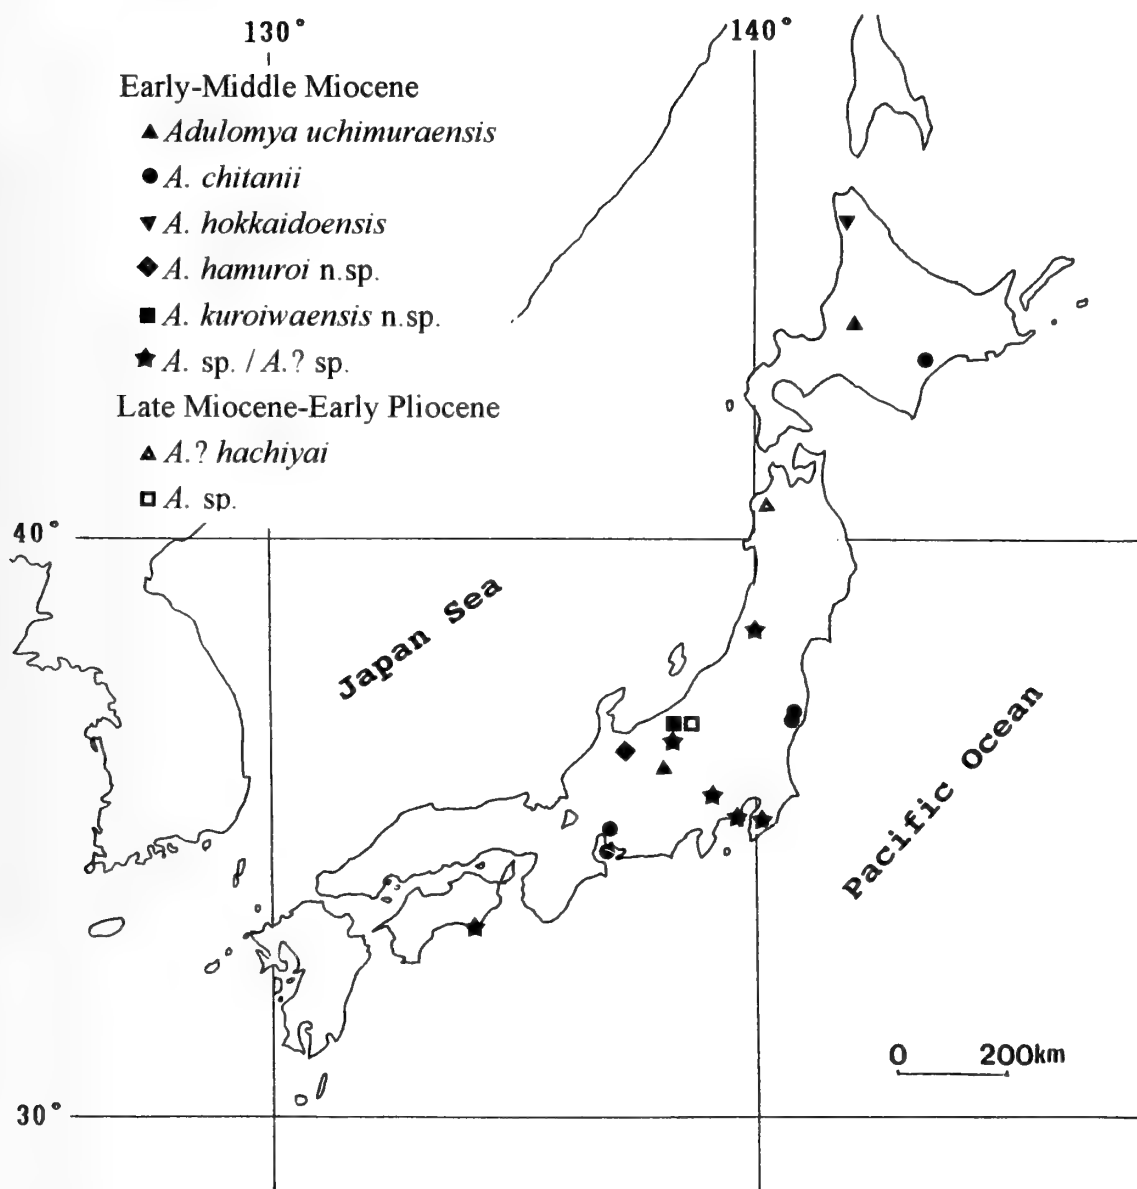 130°
140°
Early-Middle Miocene
Adulomya uchimuraensis
A. chitanii
A. hokkaidoensis
A. hamuroi n.sp.
A. kuroiwaensis n.sp.
A. sp. / A.? sp.
Late Miocene-Early Pliocene
A.? hachiyai
A. sp.
40°
Japan Sea
Pacific Ocean
0 200km
30°